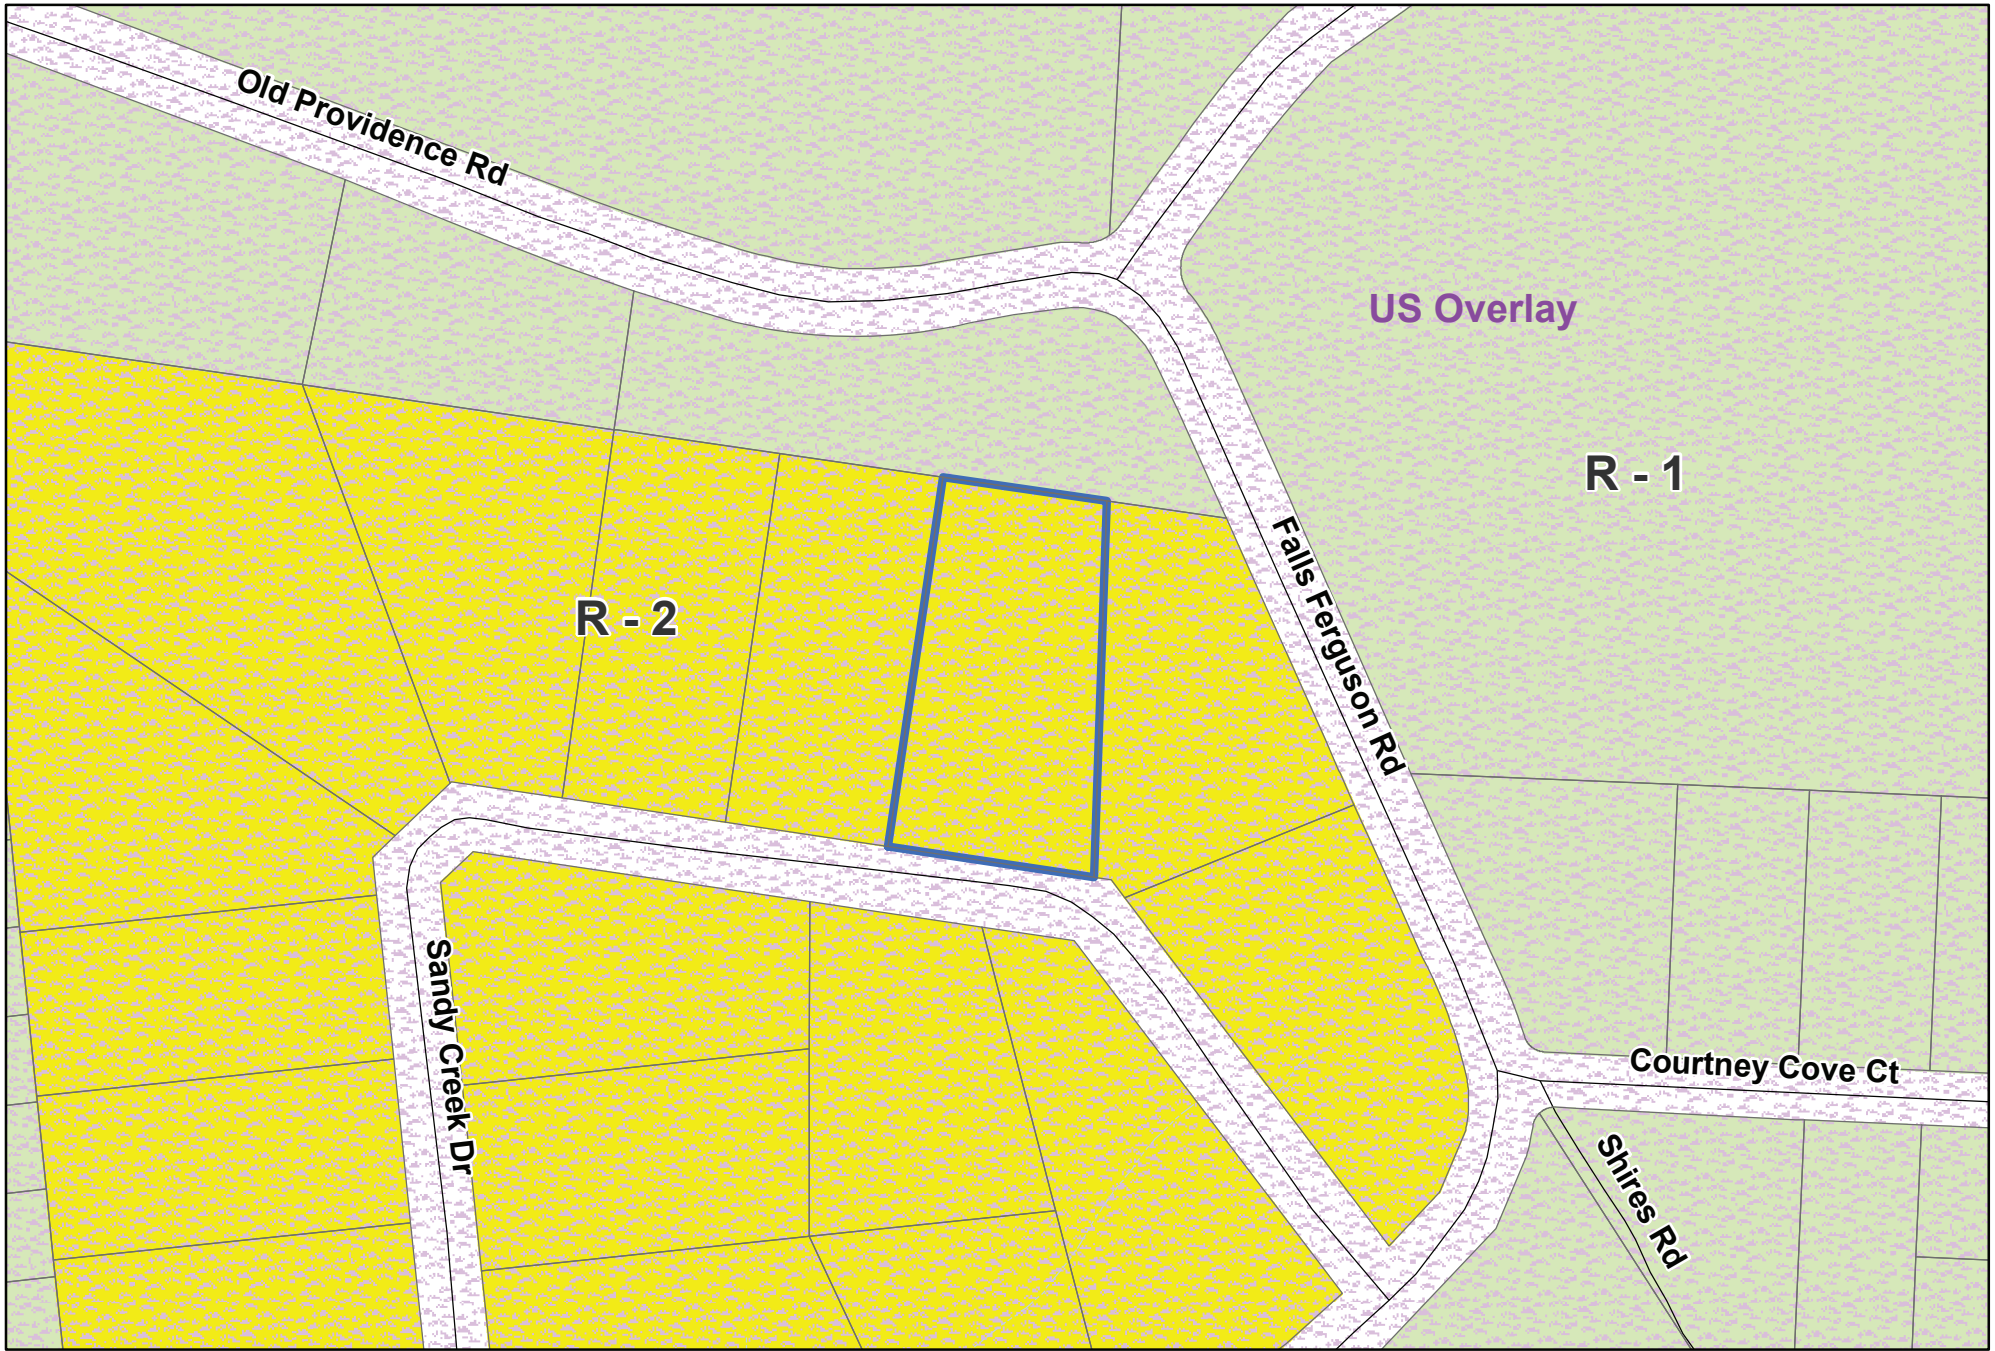 Old Providence Rd
US Overlay
R - 1
Falls Ferguson Rd
R - 2
Sandy Creek Dr
Courtney Cove Ct
Shires Rd